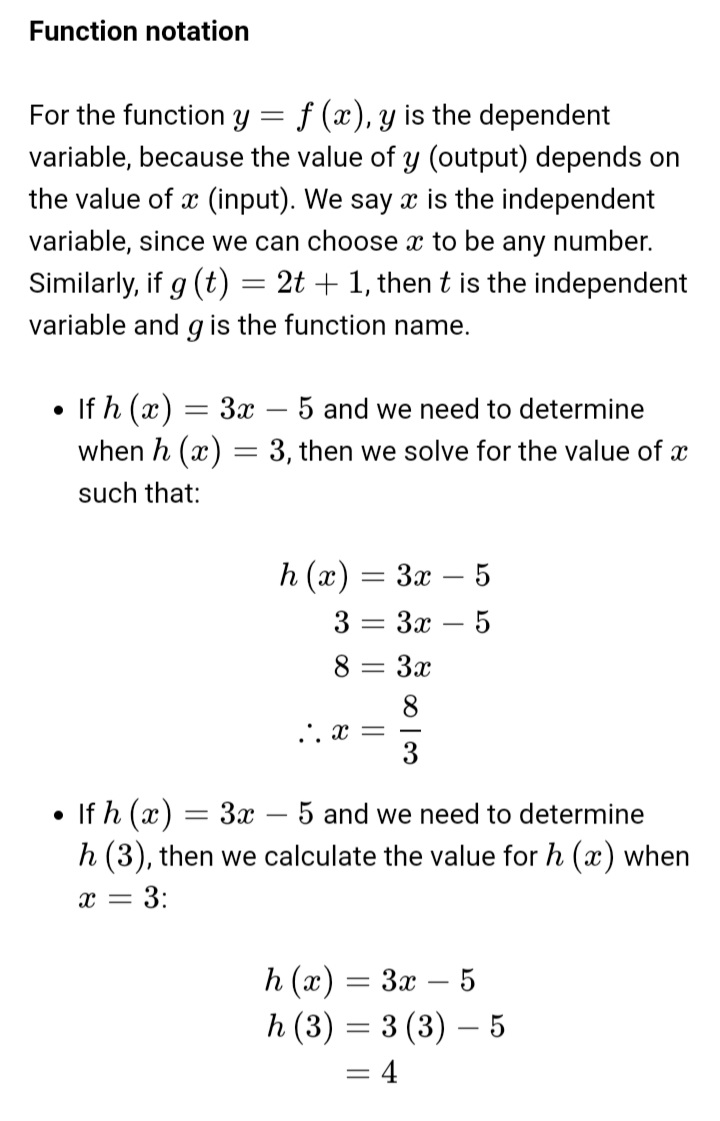 Function notation
For the function y = f (x), y is the dependent
variable, because the value of y (output) depends on
the value of x (input). We say x is the independent
variable, since we can choose x to be any number.
Similarly, if g (t) = 2t + 1, then t is the independent
variable and g is the function name.
• If h (x) = 3x − 5 and we need to determine
when h (x) = 3, then we solve for the value of x
such that:
h (x) = 3x − 5
3 = 3x − 5
8 = 3x
∴ x = 8/3
• If h (x) = 3x − 5 and we need to determine
h (3), then we calculate the value for h (x) when
x = 3:
h (x) = 3x − 5
h (3) = 3 (3) − 5
= 4